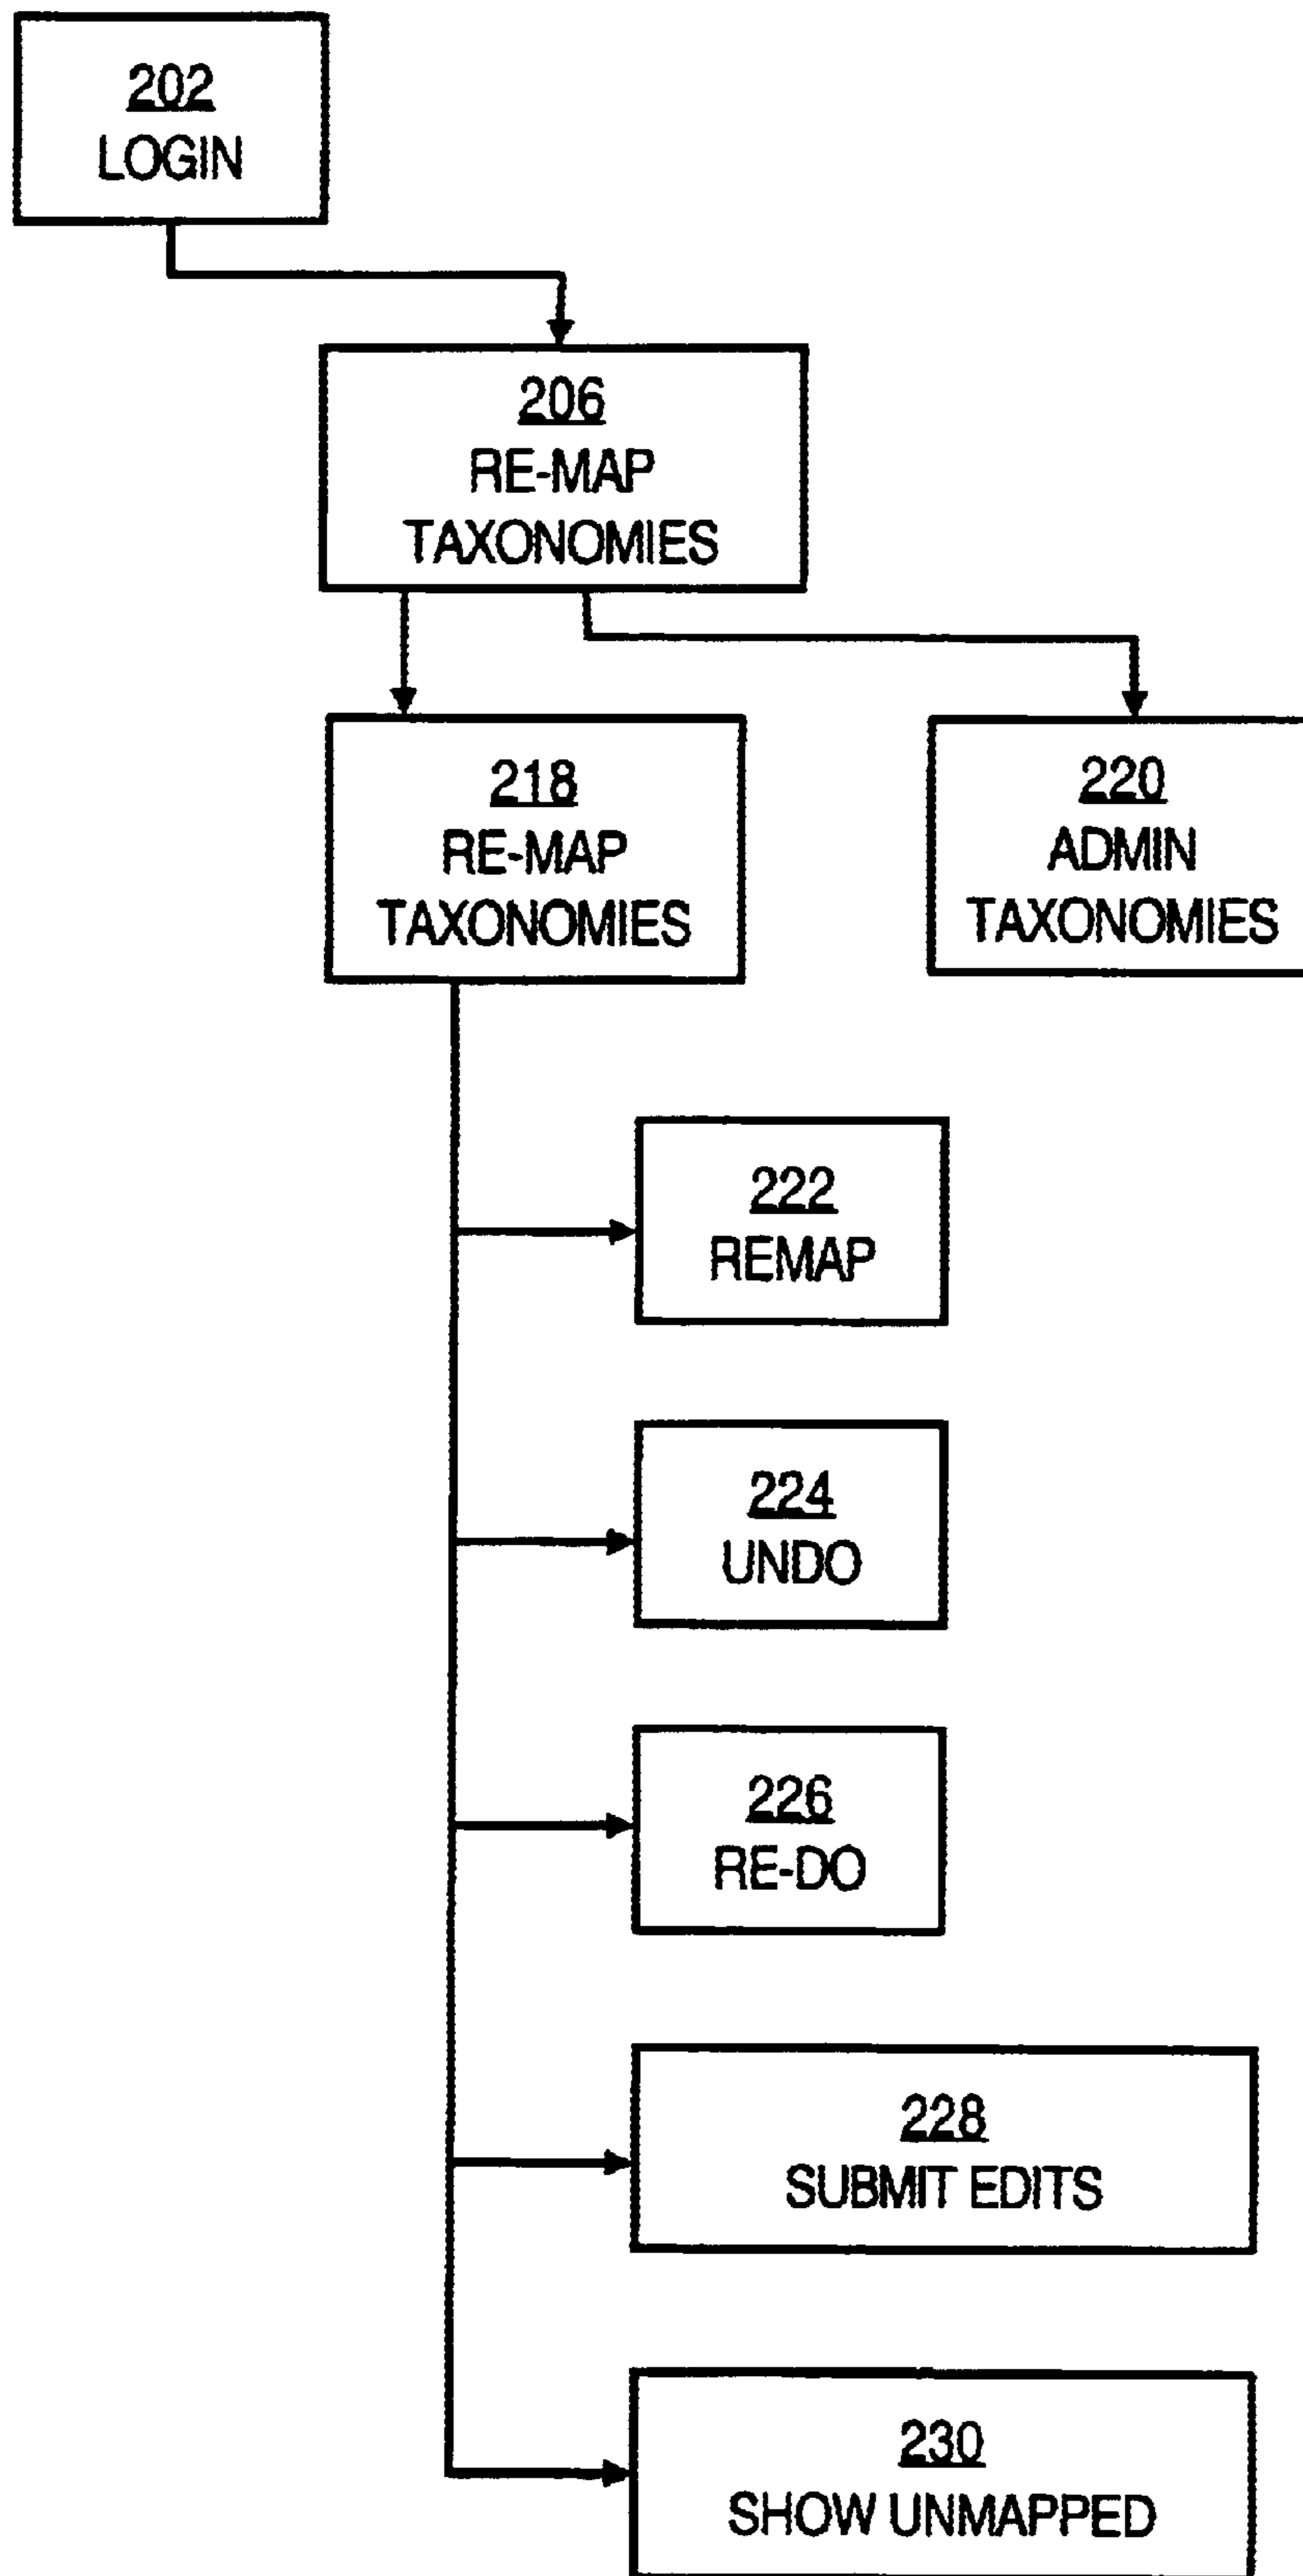 202
LOGIN
206
RE-MAP
TAXONOMIES
218
RE-MAP
TAXONOMIES
220
ADMIN
TAXONOMIES
222
REMAP
224
UNDO
226
RE-DO
228
SUBMIT EDITS
230
SHOW UNMAPPED